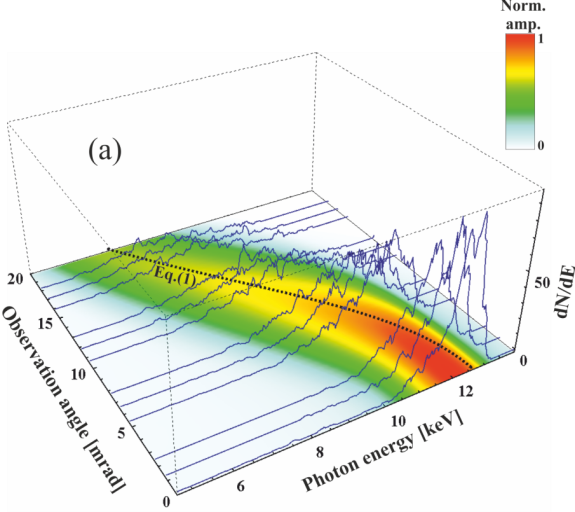 Norm.
amp.
1
0
(a)
Eq.(1)
20
15
10
5
0
Observation angle [mrad]
6
8
10
12
Photon energy [keV]
0
50
dN/dE